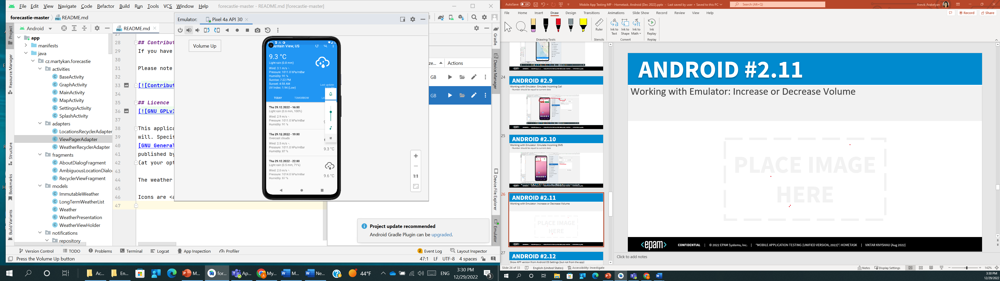 File Edit View Navigate Code Refactor Build Run Tools VCS Window Help forecastie-master - README.md [forecastie-master]
forecastie-master README.md
Emulator: Pixel 4a API 30
Android README.md
Project
Resource Manager
Structure
Bookmarks
Build Variants
app
manifests
java
cz.martykan.forecastie
activities
BaseActivity
GraphActivity
MainActivity
MapActivity
SettingsActivity
SplashActivity
adapters
LocationsRecyclerAdapter
ViewPagerAdapter
WeatherRecyclerAdapter
fragments
AboutDialogFragment
AmbiguousLocationDialo
RecyclerViewFragment
models
ImmutableWeather
LongTermWeatherList
Weather
WeatherPresentation
WeatherViewHolder
notifications
repository
27
28 ## Contribut
29 If you have
30
31 Please note
32
33 [![Contribut
34
35 ## Licence
36 [![GNU GPLv3
37
38 This applica
39 will. Specif
40 [GNU General
41 published by
42 (at your opt
43
44 The weather
45
46 Icons are <a
47
Volume Up
Mountain View, US
9.3 °C
Light rain (0.8 mm)
Wind: 3.1 m/s
Pressure: 1011.0 hPa/mBar
Humidity: 91 %
Sunrise: 7:22 PM
Sunset: 4:58 AM
UV Index: 1.94 (Low)
Last update:
TODAY TOMORROW LA
Thu 29.12.2022 - 16:00
Light rain (0.6 mm, 100%)
Wind: 2.9 m/s
Pressure: 1011.0 hPa/mBar
Humidity: 91 %
Thu 29.12.2022 - 19:00
Overcast clouds
Wind: 2.5 m/s
Pressure: 1011.0 hPa/mBar
Humidity: 87 %
9.3 °C
Thu 29.12.2022 - 22:00
Light rain (0.5 mm, 71%)
Wind: 2.0 m/s
Pressure: 1014.0 hPa/mBar
Humidity: 87 %
9.6 °C
1:1
ze... Actions
GB
GB
Gradle
Device Manager
Device File Explorer
Emulator
Project update recommended
Android Gradle Plugin can be upgraded.
Version Control TODO Problems Terminal Logcat App Inspection Profiler 2 Event Log Layout Inspector
Press the Volume Up button 47:1 LF UTF-8 4 spaces
Ac... En... M... for... Ap... My... M... Ne... 44°F ENG 3:30 PM
12/29/2022 3
AutoSave Off Mobile App Testing MP - Hometask. Android (Dec 2022).pptx - Last saved by user • Saved to this PC Search (Alt+Q) Arevik Arakelyan
File Home Insert Draw Design Transitions Animations Slide Show Record Review View Help Record Share
Ruler
Ink to Text
Ink to Shape
Ink to Math
Ink Replay
Drawing Tools Stencils Convert Replay
24
ANDROID #2.9
Working with Emulator: Emulate Incoming Call
- Number should be equal to current date
25
ANDROID #2.10
Working with Emulator: Emulate Incoming SMS
- Number should be equal to current date
26
ANDROID #2.11
Working with Emulator: Increase or Decrease Volume
PLACE IMAGE
HERE
27
ANDROID #2.12
Show APP version from Android OS Settings (but not from the app)
ANDROID #2.11
Working with Emulator: Increase or Decrease Volume
PLACE IMAGE
HERE
<epam> CONFIDENTIAL | © 2022 EPAM Systems, Inc. | "MOBILE APPLICATION TESTING (UNIFIED VERSION, 2022)". HOMETASK | VIKTAR KNYSHAU (Aug 2022)
Click to add notes
Slide 26 of 33 English (United States) Accessibility: Investigate Notes Display Settings 142%
3:30 PM
12/29/2022